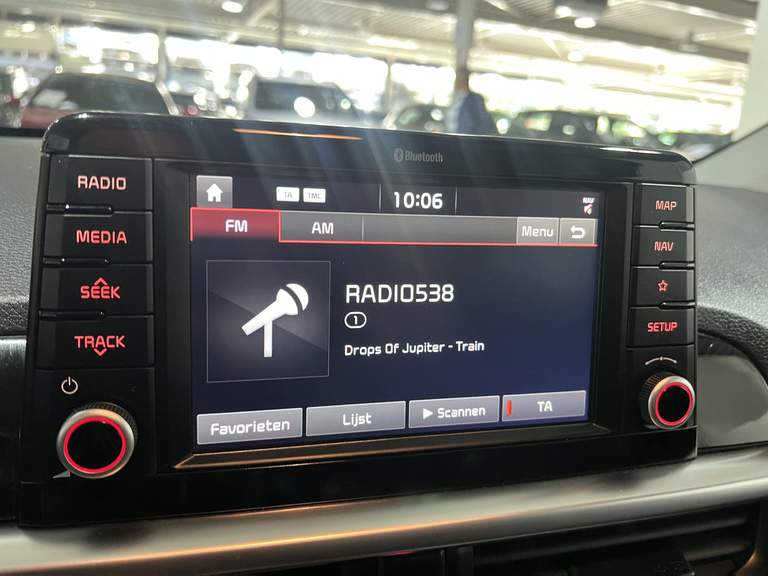 Bluetooth
RADIO
MEDIA
SEEK
TRACK
TA TMC 10:06 NAV
FM AM Menu
RADIO538
1
Drops Of Jupiter - Train
Favorieten Lijst Scannen TA
MAP
NAV
SETUP